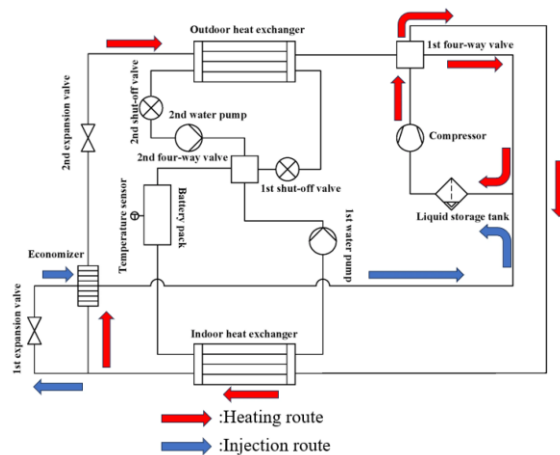 Outdoor heat exchanger
1st four-way valve
2nd shut-off valve
2nd water pump
2nd expansion valve
Compressor
2nd four-way valve
1st shut-off valve
Liquid storage tank
Temperature sensor
Battery pack
1st water pump
Economizer
1st expansion valve
Indoor heat exchanger
:Heating route
:Injection route